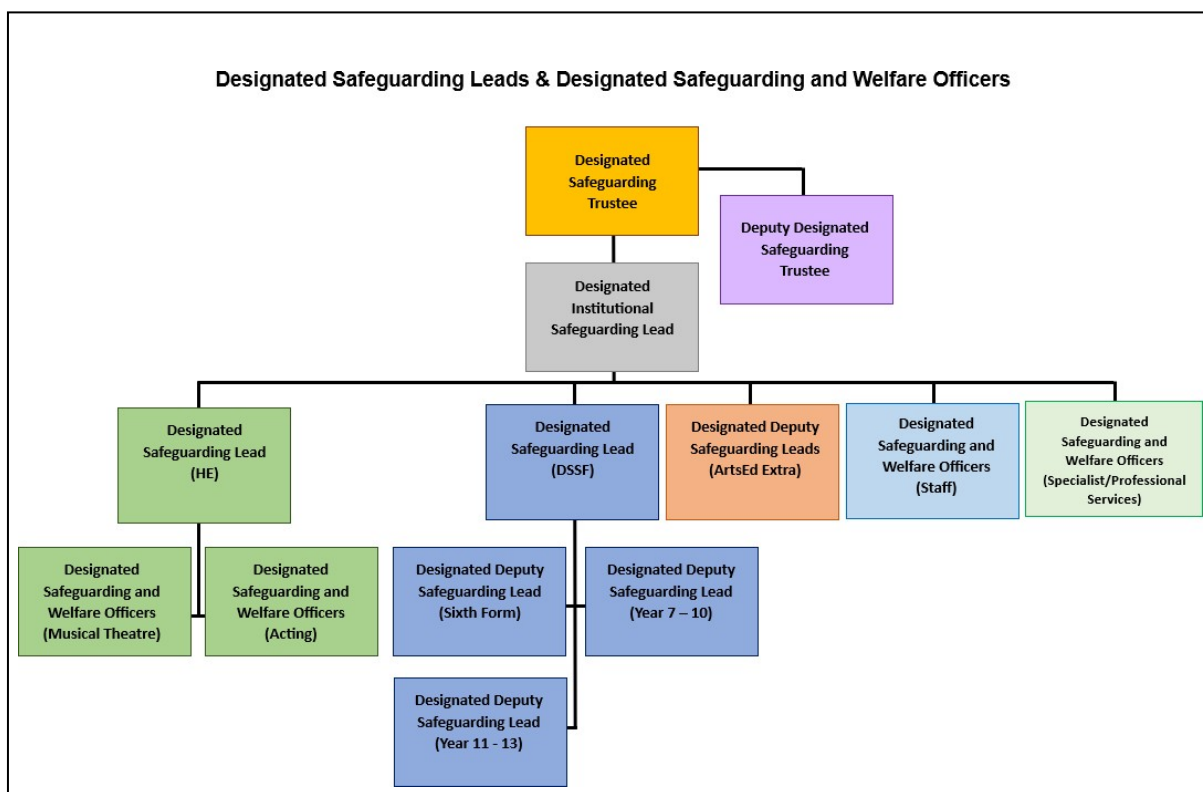 Designated Safeguarding Leads & Designated Safeguarding and Welfare Officers
Designated
Safeguarding
Trustee
Deputy Designated
Safeguarding
Trustee
Designated
Institutional
Safeguarding Lead
Designated
Safeguarding Lead
(HE)
Designated
Safeguarding Lead
(DSSF)
Designated Deputy
Safeguarding Leads
(ArtsEd Extra)
Designated
Safeguarding and
Welfare Officers
(Staff)
Designated
Safeguarding and
Welfare Officers
(Specialist/Professional
Services)
Designated
Safeguarding and
Welfare Officers
(Musical Theatre)
Designated
Safeguarding and
Welfare Officers
(Acting)
Designated Deputy
Safeguarding Lead
(Sixth Form)
Designated Deputy
Safeguarding Lead
(Year 7 – 10)
Designated Deputy
Safeguarding Lead
(Year 11 - 13)